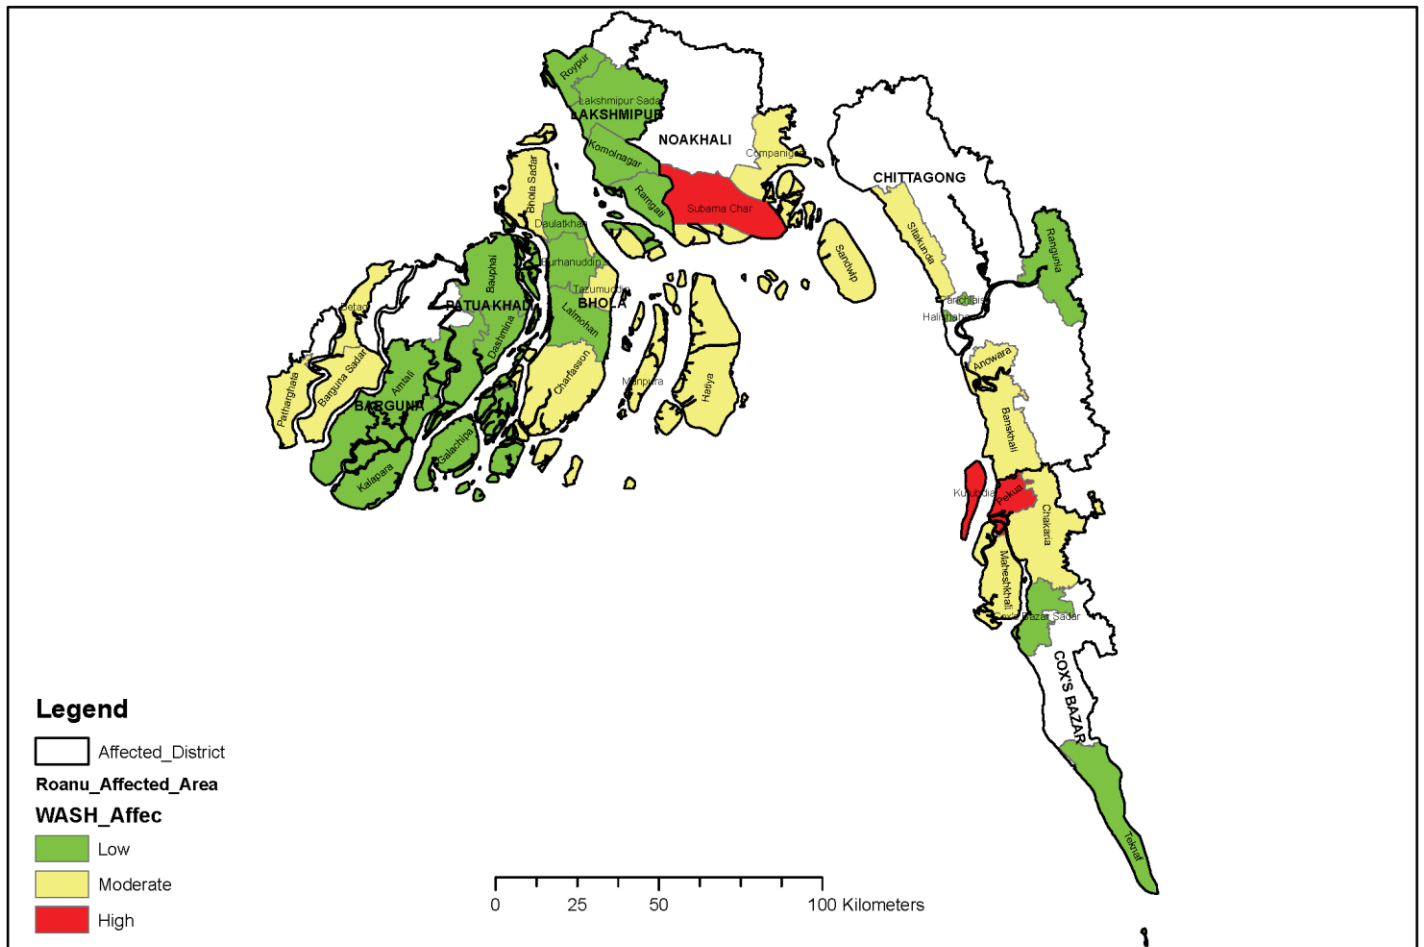 Roypur
Lakshmipur Sada
LAKSHMIPUR
NOAKHALI
Companigon
Komolnagar
Ramgati
Subarna Char
CHITTAGONG
Sitakunda
Rangunia
Sandwip
Bhola Sadar
Daulatkhan
Burhanuddin
Tazumuddin
BHOLA
Lalmohan
Bauphal
PATUAKHALI
Dashmina
Betagi
Patharghata
Barguna Sadar
Amtali
BARGUNA
Kalapara
Galachipa
Charfasson
Manpura
Hatiya
Panchlaish
Anowara
Banskhali
Kutubdia
Pekua
Chakaria
Maheshkhali
Cox's Bazar Sadar
COX'S BAZAR
Teknaf
Legend
Affected_District
Roanu_Affected_Area
WASH_Affec
Low
Moderate
High
0 25 50 100 Kilometers